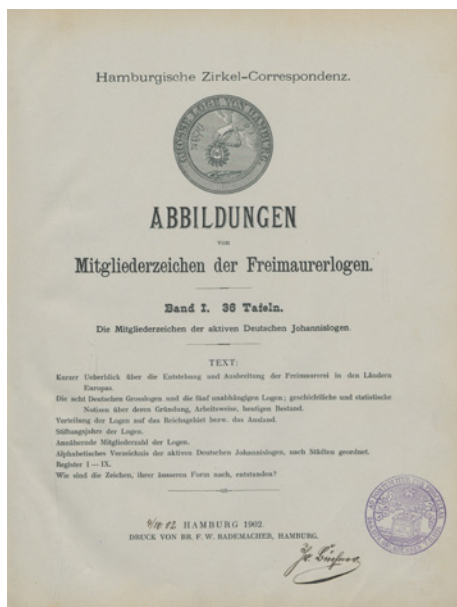 Hamburgische Zirkel-Correspondenz.
GROSSE LOGE VON HAMBURG
ABBILDUNGEN
von
Mitgliederzeichen der Freimaurerlogen.
Band I. 36 Tafeln.
Die Mitgliederzeichen der aktiven Deutschen Johannislogen.
TEXT:
Kurzer Ueberblick über die Entstehung und Ausbreitung der Freimaurerei in den Ländern
Europas.
Die acht Deutschen Grosslogen und die fünf unabhängigen Logen; geschichtliche und statistische
Notizen über deren Gründung, Arbeitsweise, heutigen Bestand.
Verteilung der Logen auf das Reichsgebiet bezw. das Ausland.
Stiftungsjahre der Logen.
Annähernde Mitgliederzahl der Logen.
Alphabetisches Verzeichnis der aktiven Deutschen Johannislogen, nach Städten geordnet.
Register I—IX.
Wie sind die Zeichen, ihrer äusseren Form nach, entstanden?
HAMBURG 1902.
DRUCK VON BR. F. W. RADEMACHER, HAMBURG.